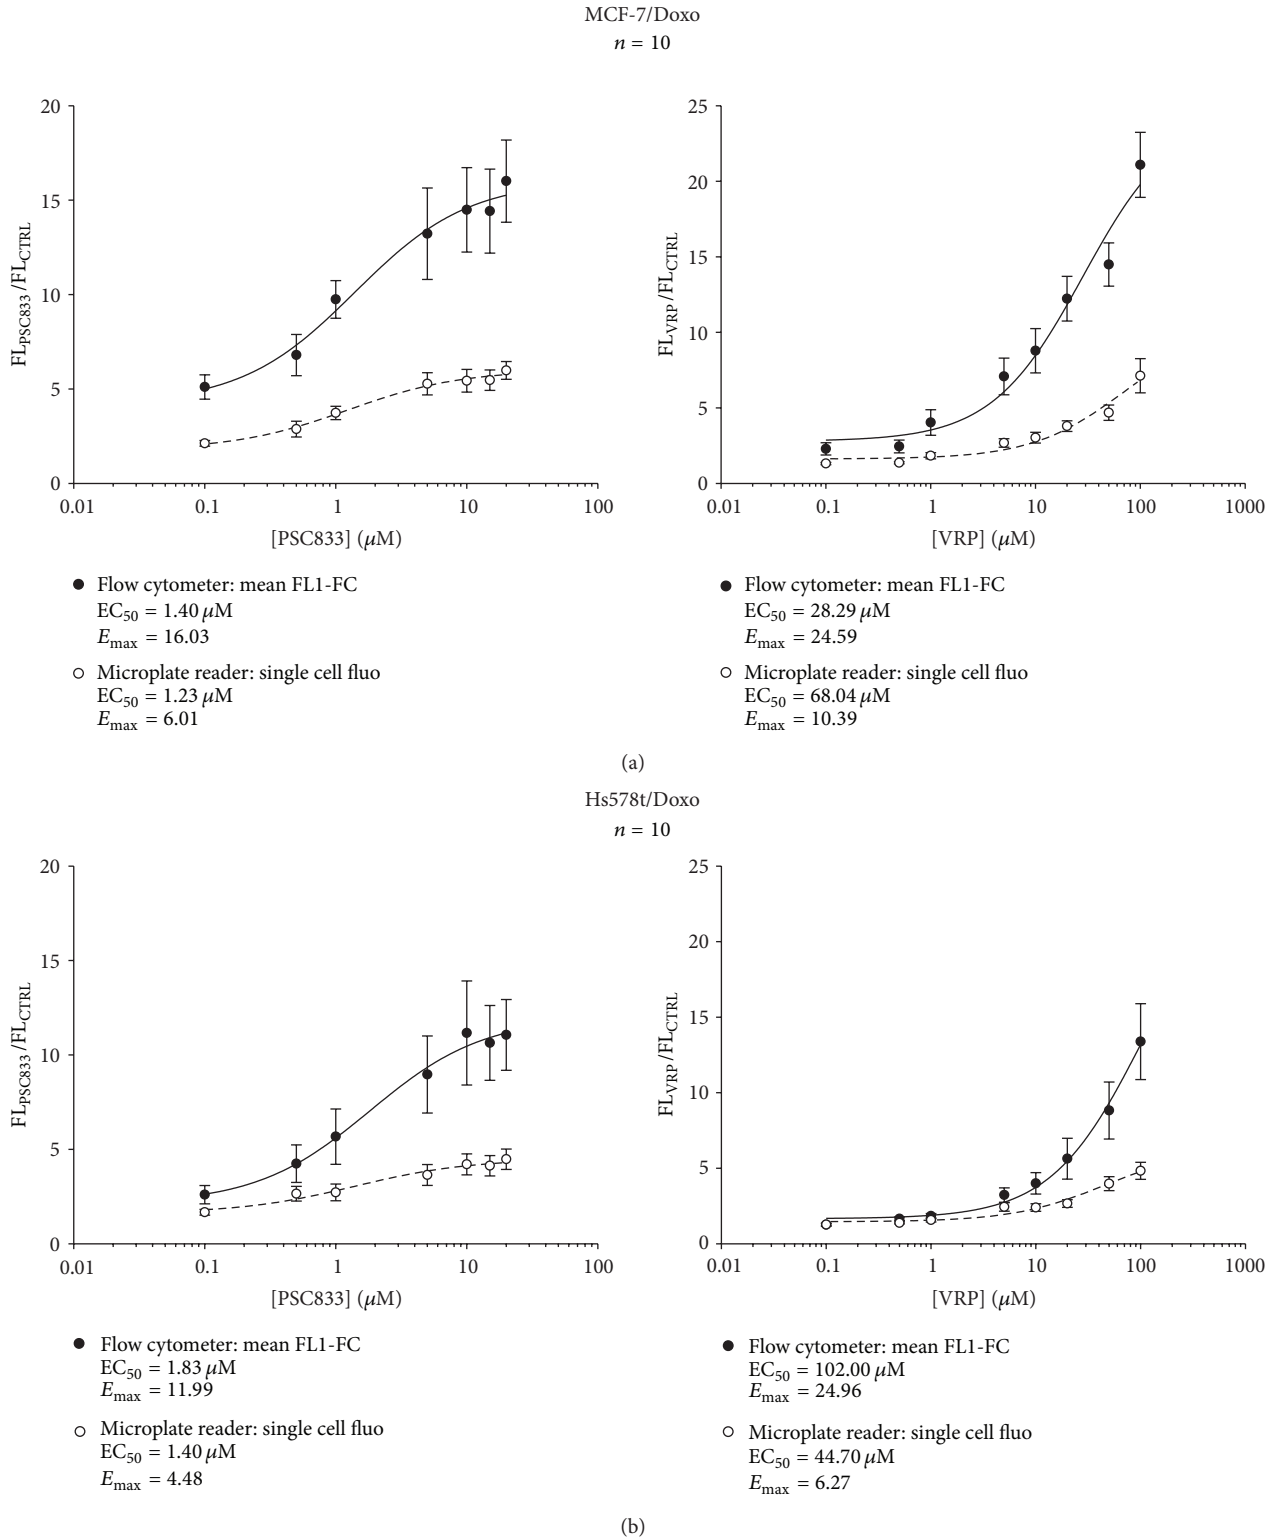 MCF-7/Doxo
n = 10
20
15
10
5
0
FL_PSC833/FL_CTRL
0.01 0.1 1 10 100
[PSC833] (μM)
25
20
15
10
5
0
FL_VRP/FL_CTRL
0.01 0.1 1 10 100 1000
[VRP] (μM)
Flow cytometer: mean FL1-FC
EC50 = 1.40 μM
Emax = 16.03
Microplate reader: single cell fluo
EC50 = 1.23 μM
Emax = 6.01
Flow cytometer: mean FL1-FC
EC50 = 28.29 μM
Emax = 24.59
Microplate reader: single cell fluo
EC50 = 68.04 μM
Emax = 10.39
(a)
Hs578t/Doxo
n = 10
20
15
10
5
0
FL_PSC833/FL_CTRL
0.01 0.1 1 10 100
[PSC833] (μM)
25
20
15
10
5
0
FL_VRP/FL_CTRL
0.01 0.1 1 10 100 1000
[VRP] (μM)
Flow cytometer: mean FL1-FC
EC50 = 1.83 μM
Emax = 11.99
Microplate reader: single cell fluo
EC50 = 1.40 μM
Emax = 4.48
Flow cytometer: mean FL1-FC
EC50 = 102.00 μM
Emax = 24.96
Microplate reader: single cell fluo
EC50 = 44.70 μM
Emax = 6.27
(b)